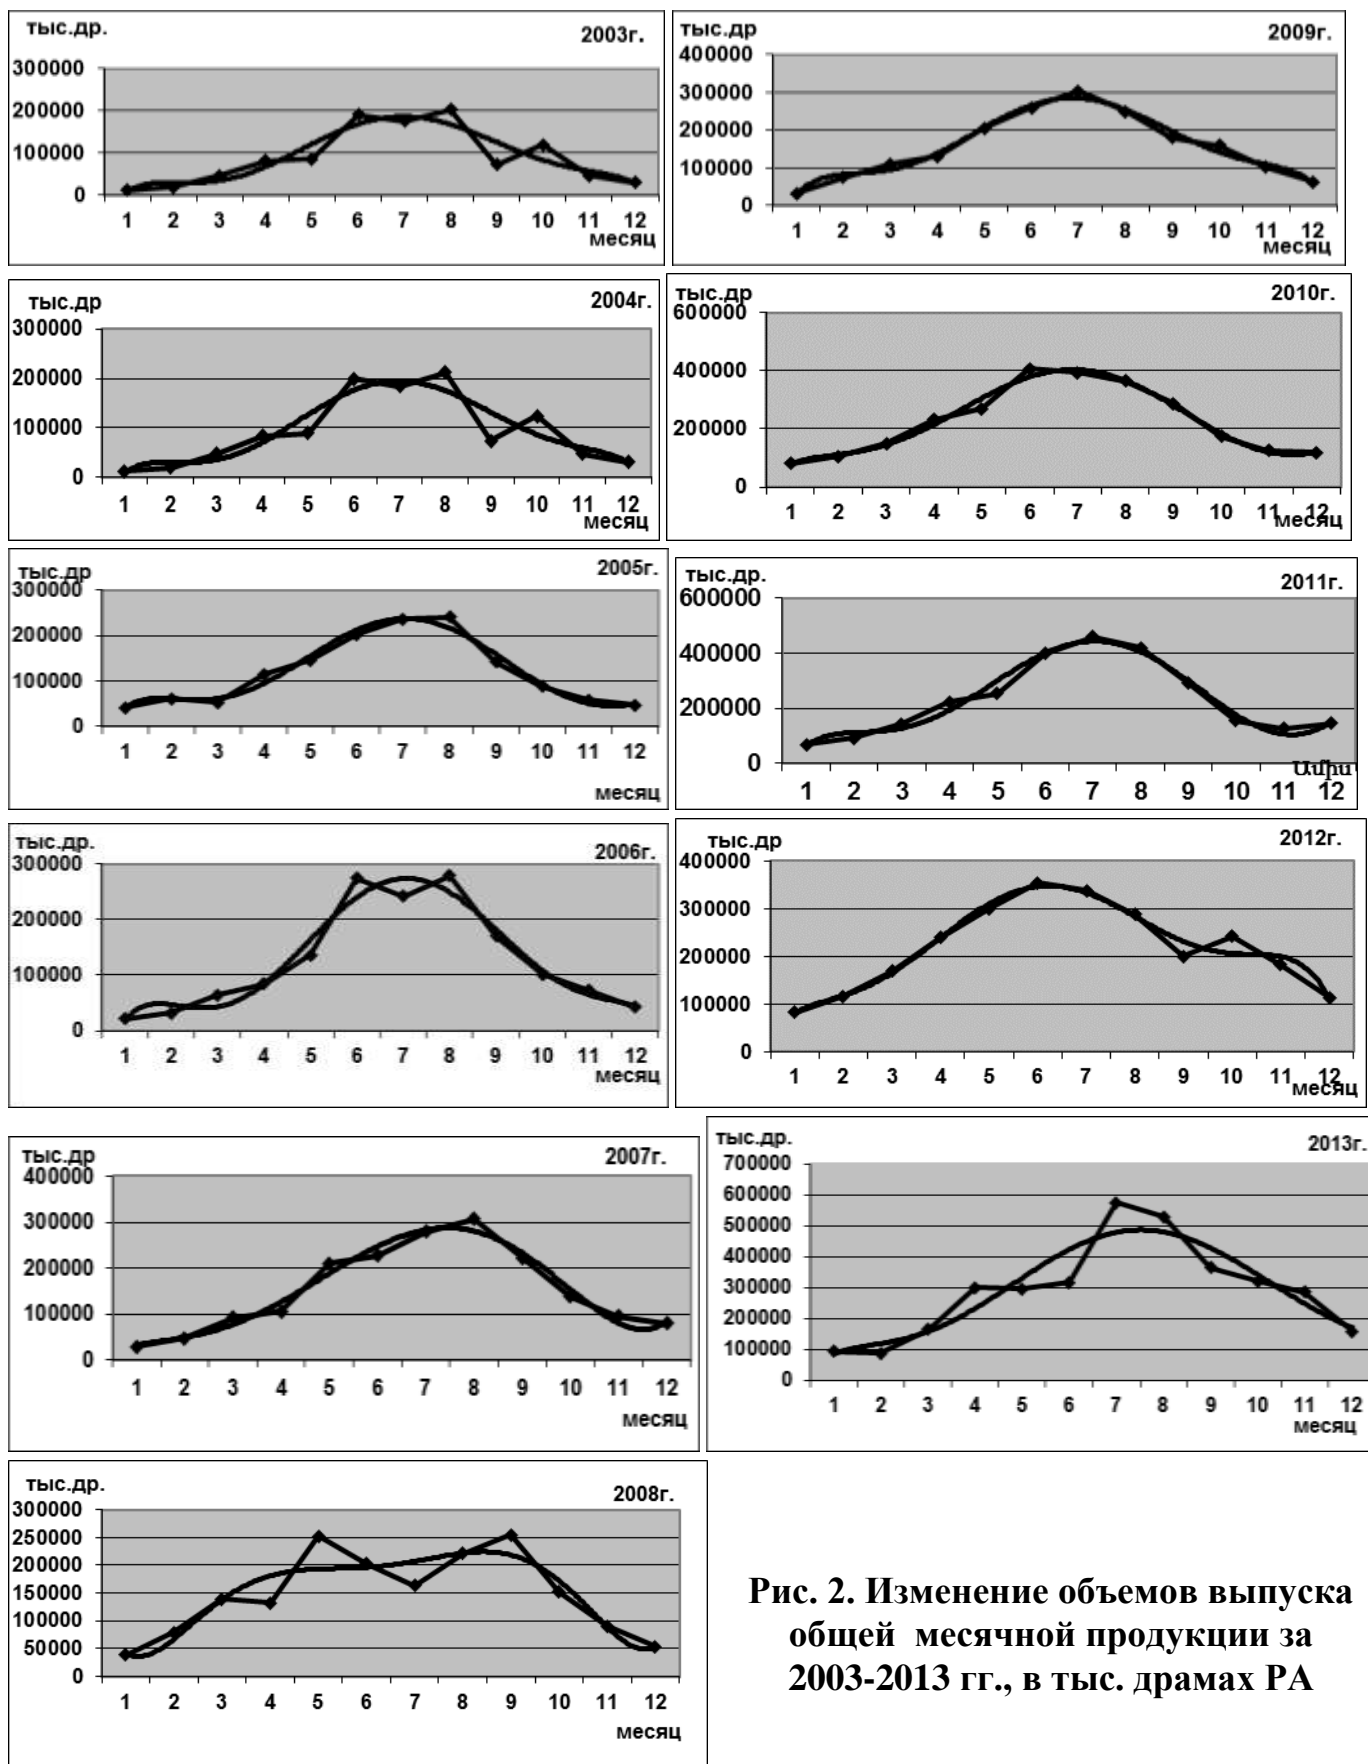 тыс.др.
2003г.
300000
200000
100000
0
1 2 3 4 5 6 7 8 9 10 11 12
месяц
тыс.др
2009г.
400000
300000
200000
100000
0
1 2 3 4 5 6 7 8 9 10 11 12
месяц
тыс.др
2004г.
300000
200000
100000
0
1 2 3 4 5 6 7 8 9 10 11 12
месяц
тыс.др
2010г.
600000
400000
200000
0
1 2 3 4 5 6 7 8 9 10 11 12
месяц
тыс.др
2005г.
300000
200000
100000
0
1 2 3 4 5 6 7 8 9 10 11 12
месяц
тыс.др.
2011г.
600000
400000
200000
0
Ամիս
1 2 3 4 5 6 7 8 9 10 11 12
тыс.др.
2006г.
300000
200000
100000
0
1 2 3 4 5 6 7 8 9 10 11 12
месяц
тыс.др
2012г.
400000
300000
200000
100000
0
1 2 3 4 5 6 7 8 9 10 11 12
месяц
тыс.др
2007г.
400000
300000
200000
100000
0
1 2 3 4 5 6 7 8 9 10 11 12
месяц
тыс.др.
2013г.
700000
600000
500000
400000
300000
200000
100000
0
1 2 3 4 5 6 7 8 9 10 11 12
месяц
тыс.др.
2008г.
300000
250000
200000
150000
100000
50000
0
1 2 3 4 5 6 7 8 9 10 11 12
месяц
Рис. 2. Изменение объемов выпуска
общей месячной продукции за
2003-2013 гг., в тыс. драмах РА